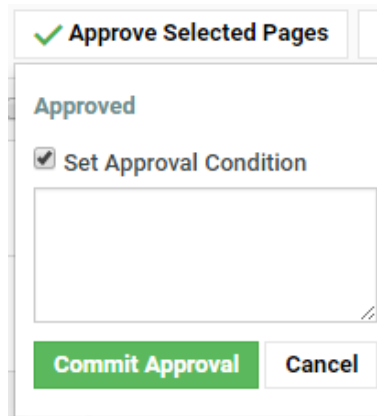 Approve Selected Pages
Approved
Set Approval Condition
Commit Approval Cancel